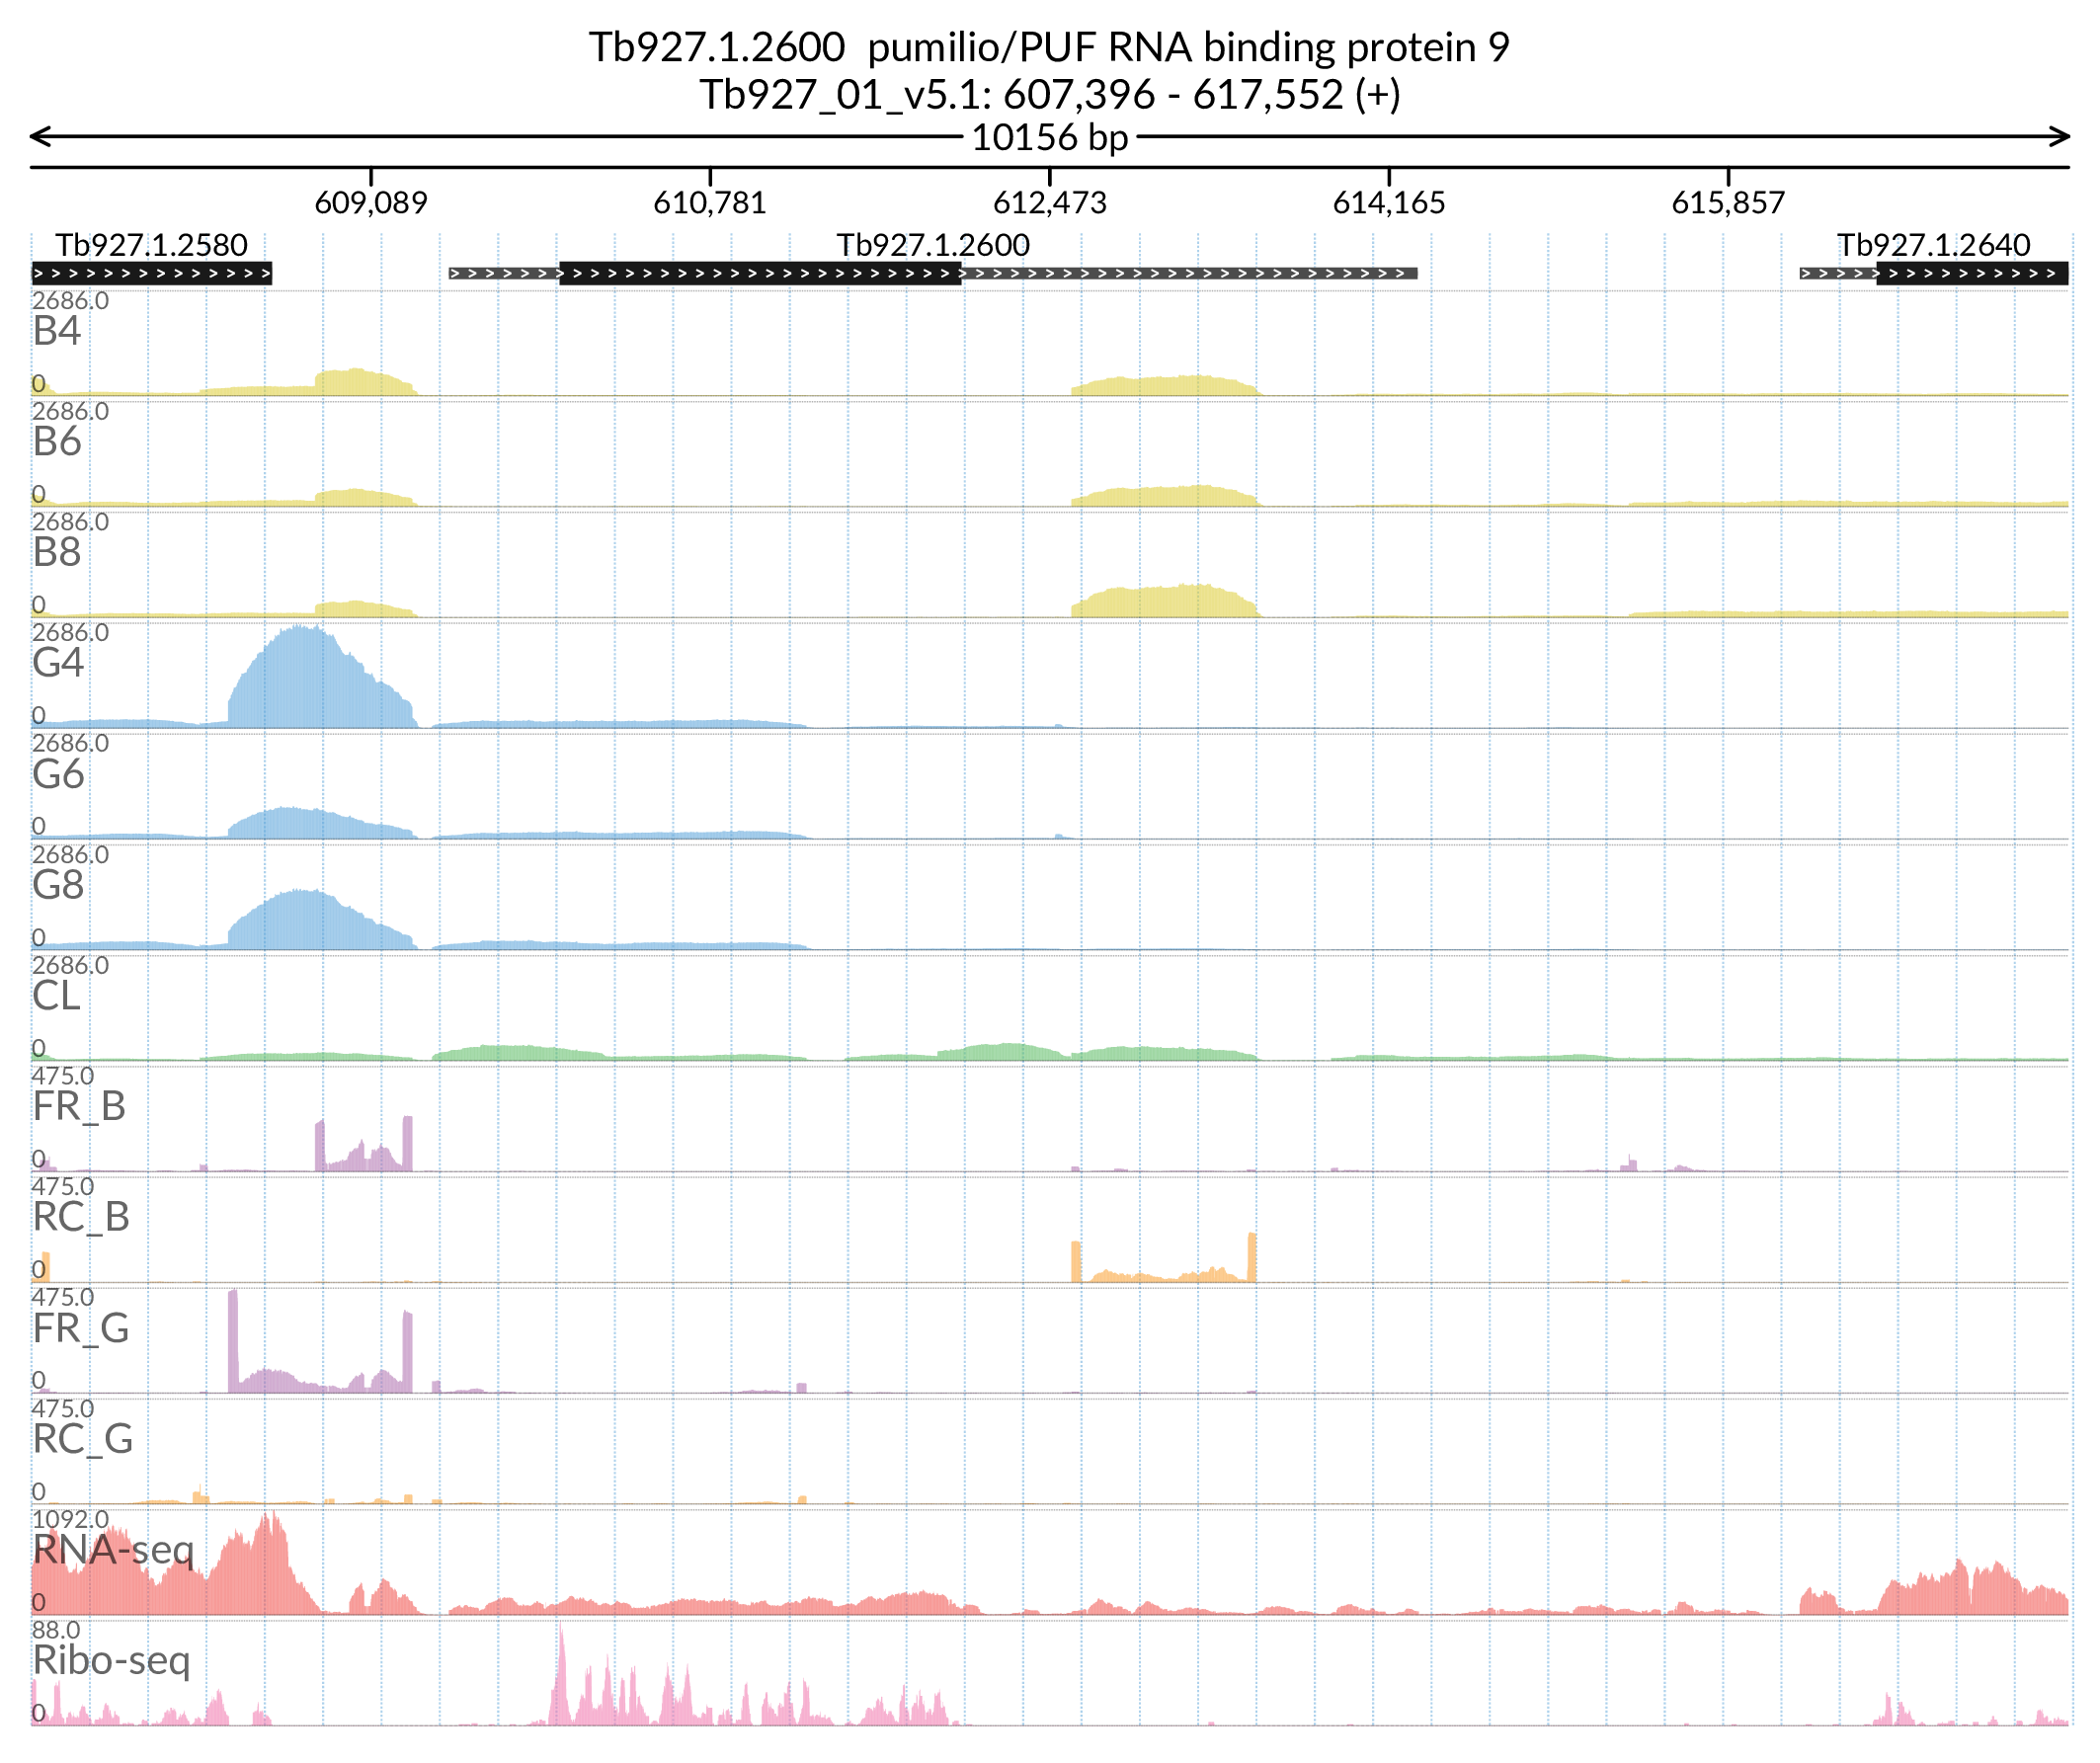 Tb927.1.2600  pumilio/PUF RNA binding protein 9
Tb927_01_v5.1: 607,396 - 617,552 (+)
10156 bp
609,089 610,781 612,473 614,165 615,857
Tb927.1.2580 Tb927.1.2600 Tb927.1.2640
2686.0
B4
0
2686.0
B6
0
2686.0
B8
0
2686.0
G4
0
2686.0
G6
0
2686.0
G8
0
2686.0
CL
0
475.0
FR_B
0
475.0
RC_B
0
475.0
FR_G
0
475.0
RC_G
0
1092.0
RNA-seq
0
88.0
Ribo-seq
0